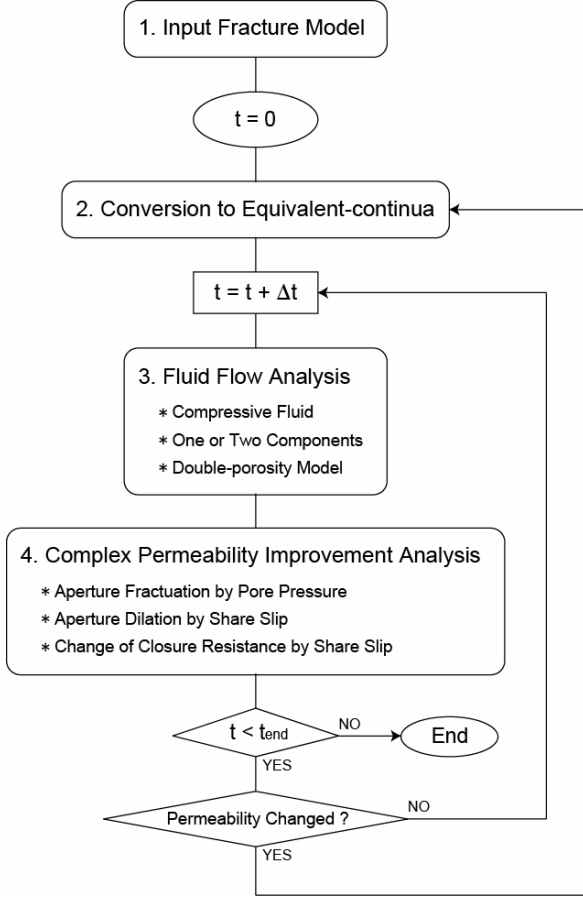 1. Input Fracture Model
t = 0
2. Conversion to Equivalent-continua
t = t + Δt
3. Fluid Flow Analysis
* Compressive Fluid
* One or Two Components
* Double-porosity Model
4. Complex Permeability Improvement Analysis
* Aperture Fractuation by Pore Pressure
* Aperture Dilation by Share Slip
* Change of Closure Resistance by Share Slip
t < tend
NO
End
YES
Permeability Changed ?
NO
YES